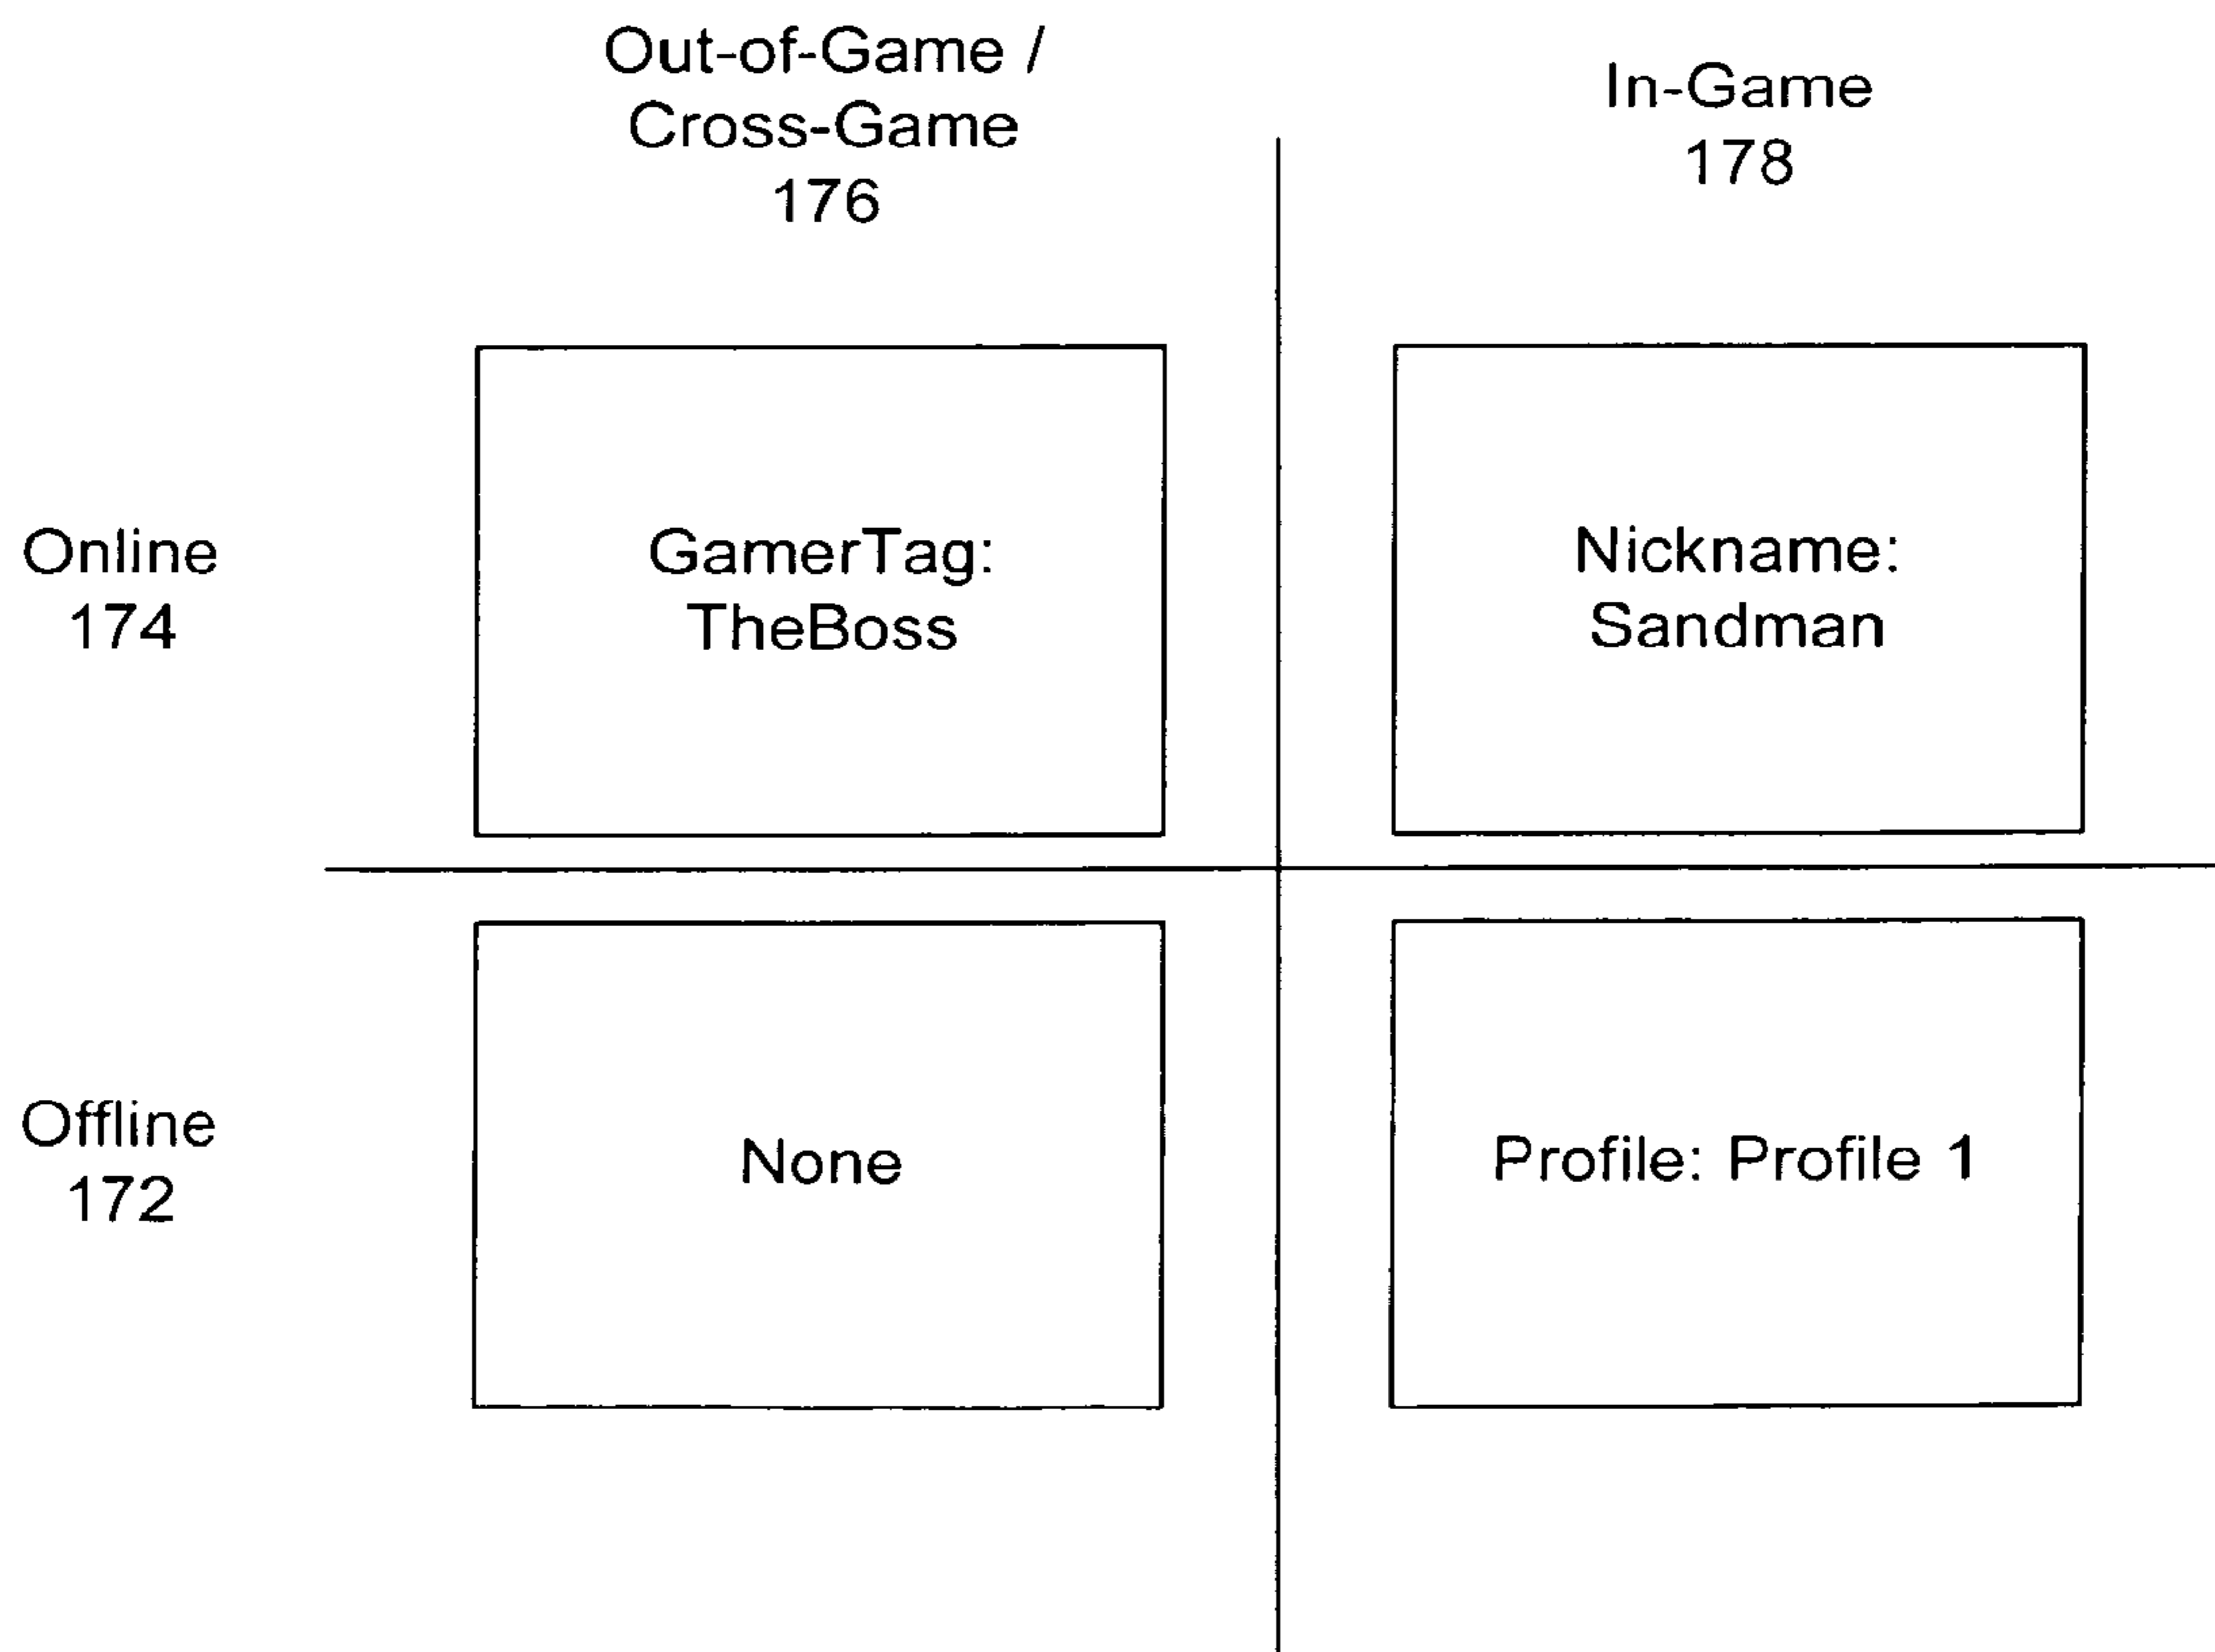 Out-of-Game /
Cross-Game
176
In-Game
178
Online
174
GamerTag:
TheBoss
Nickname:
Sandman
Offline
172
None
Profile: Profile 1